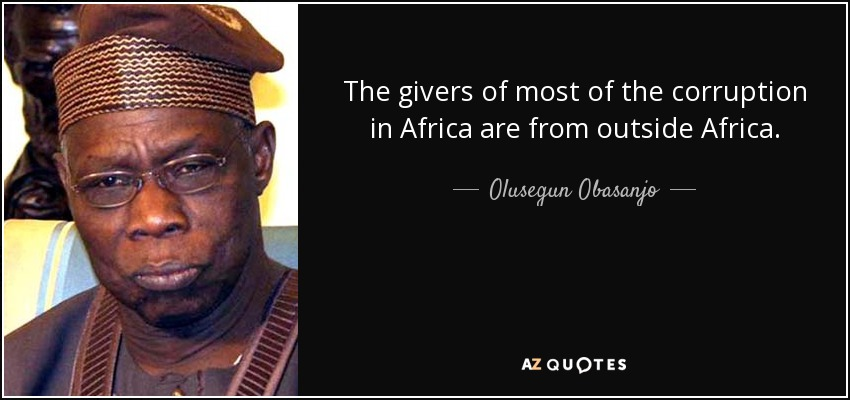 The givers of most of the corruption
in Africa are from outside Africa.
Olusegun Obasanjo
AZ QUOTES